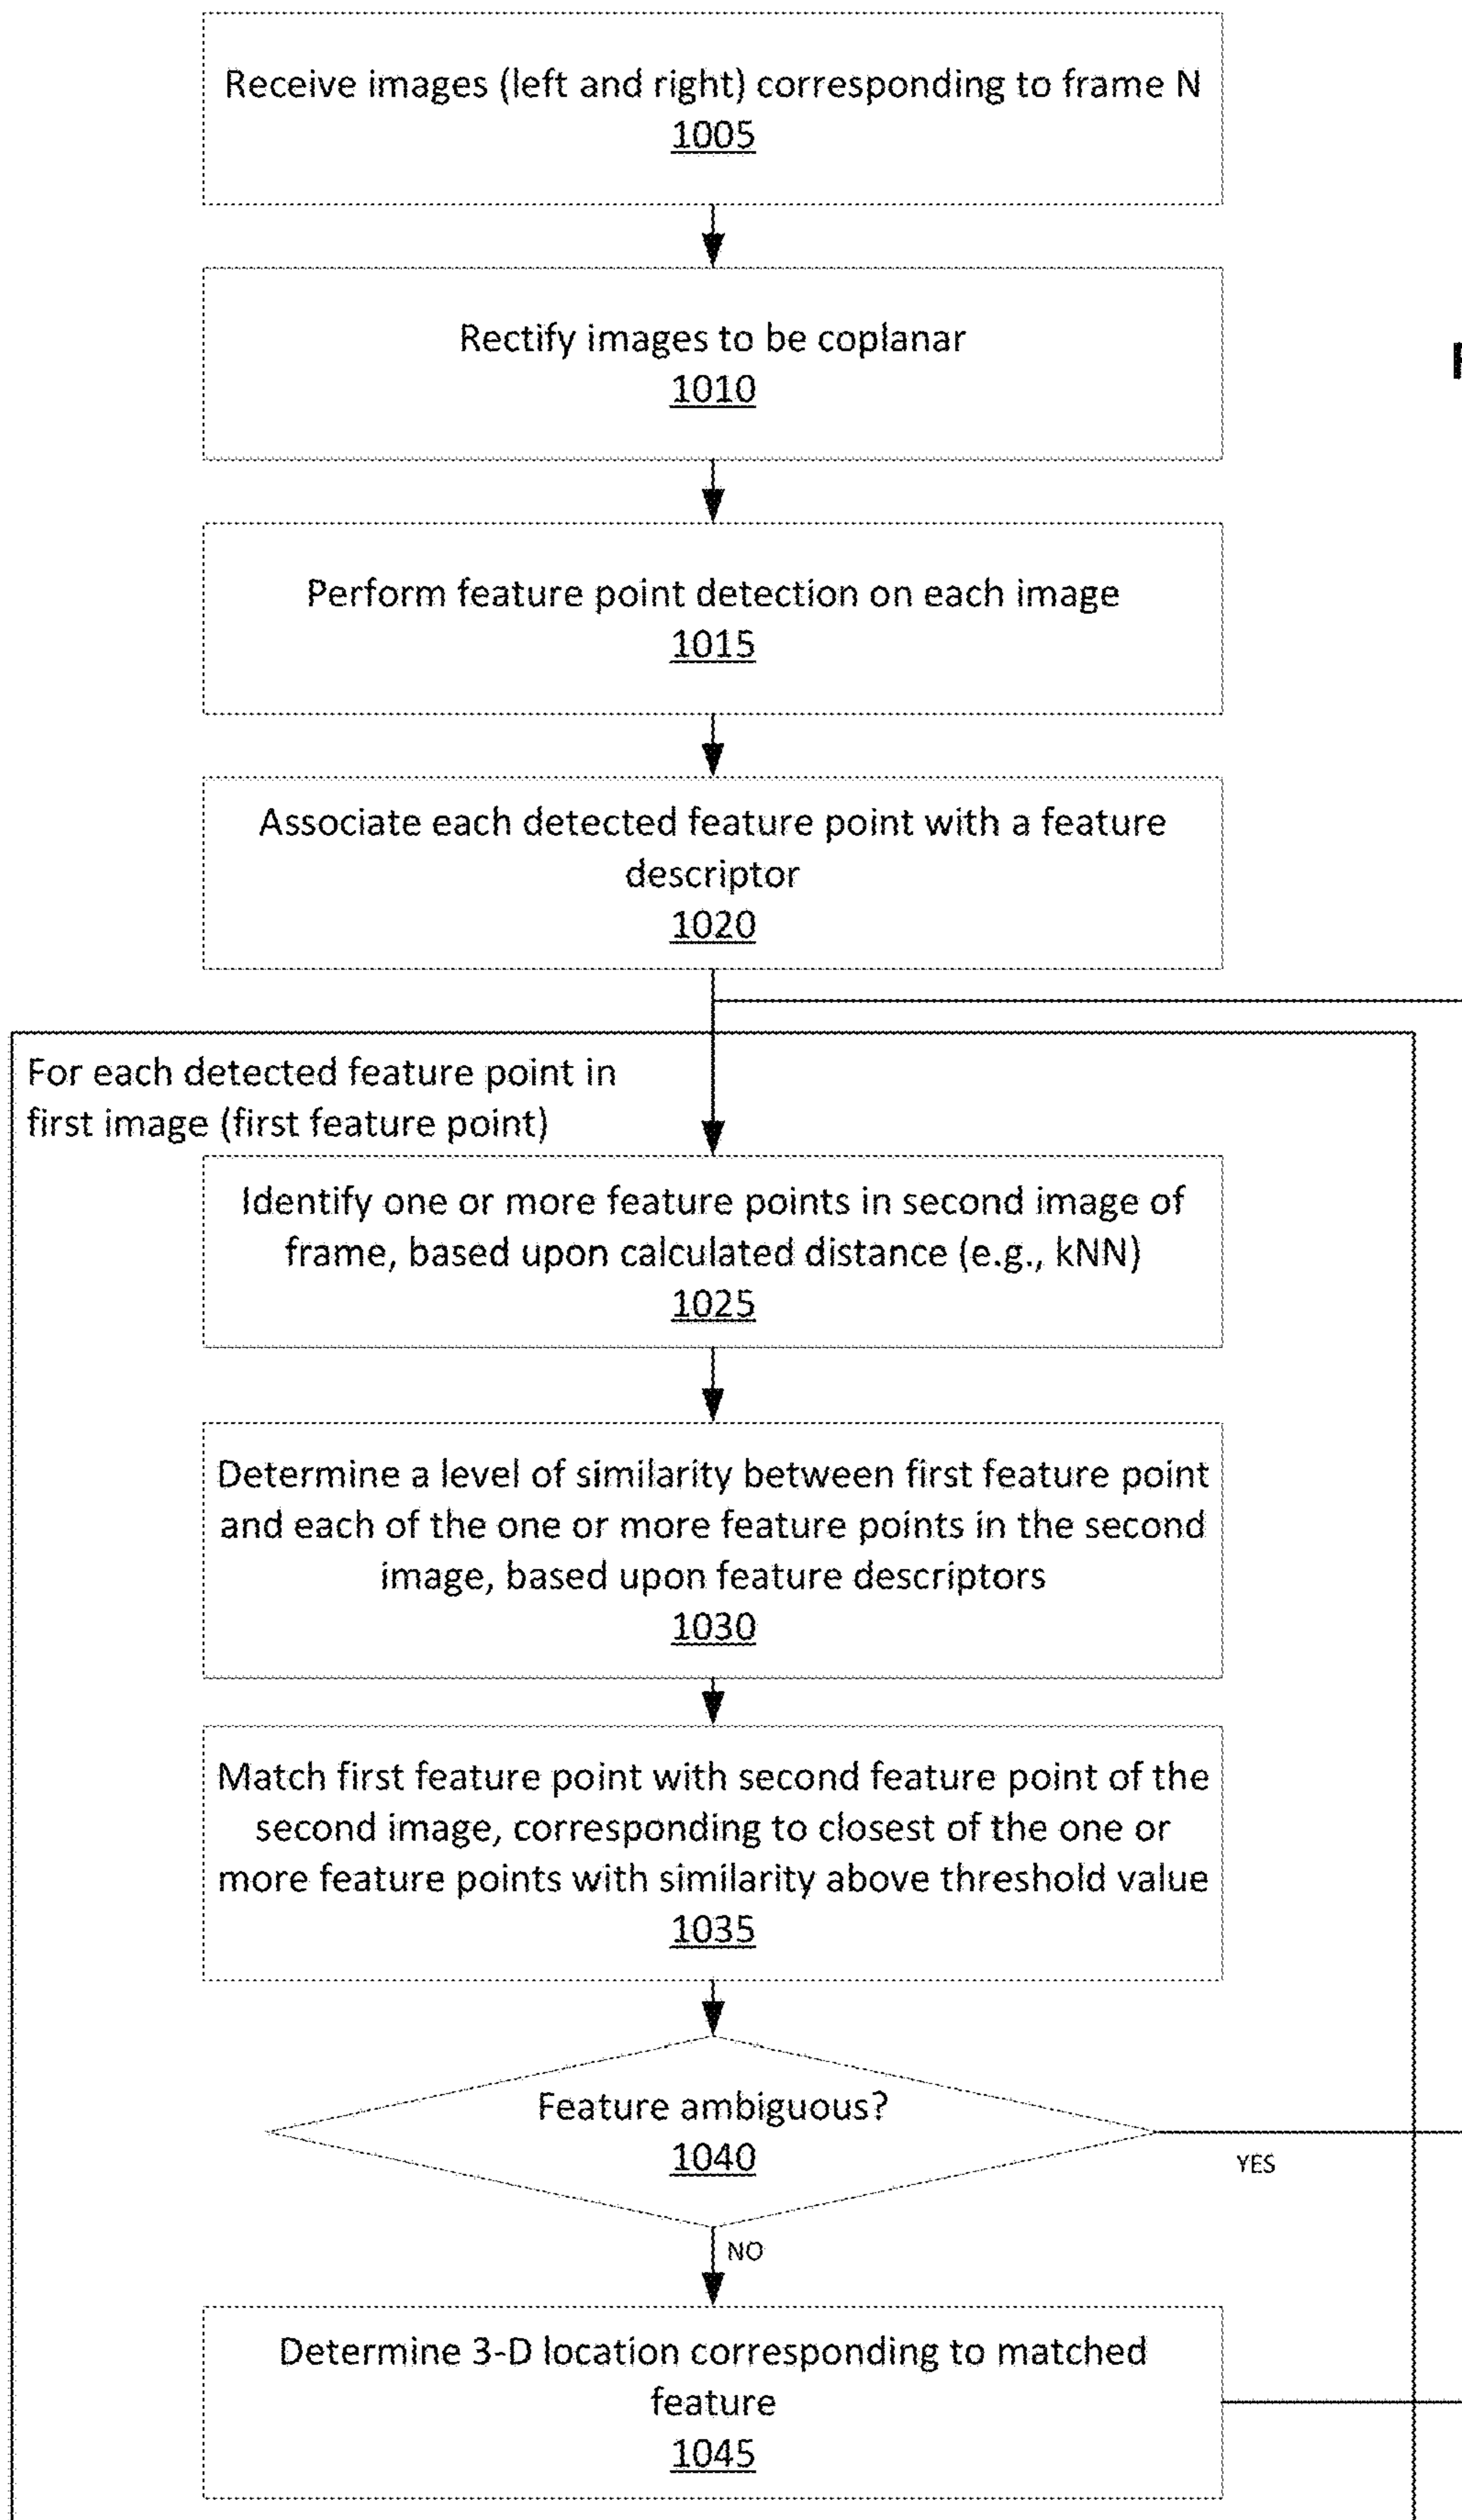 Receive images (left and right) corresponding to frame N
1005
Rectify images to be coplanar
1010
Perform feature point detection on each image
1015
Associate each detected feature point with a feature
descriptor
1020
For each detected feature point in
first image (first feature point)
Identify one or more feature points in second image of
frame, based upon calculated distance (e.g., kNN)
1025
Determine a level of similarity between first feature point
and each of the one or more feature points in the second
image, based upon feature descriptors
1030
Match first feature point with second feature point of the
second image, corresponding to closest of the one or
more feature points with similarity above threshold value
1035
Feature ambiguous?
1040
YES
NO
Determine 3-D location corresponding to matched
feature
1045